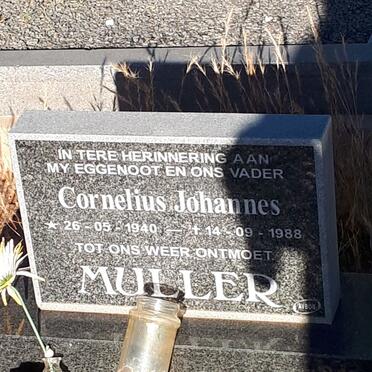 IN TERE HERINNERING AAN
MY EGGENOOT EN ONS VADER
Cornelius Johannes
★ 26 - 05 - 1940 — † 14 - 09 - 1988
TOT ONS WEER ONTMOET
MULLER